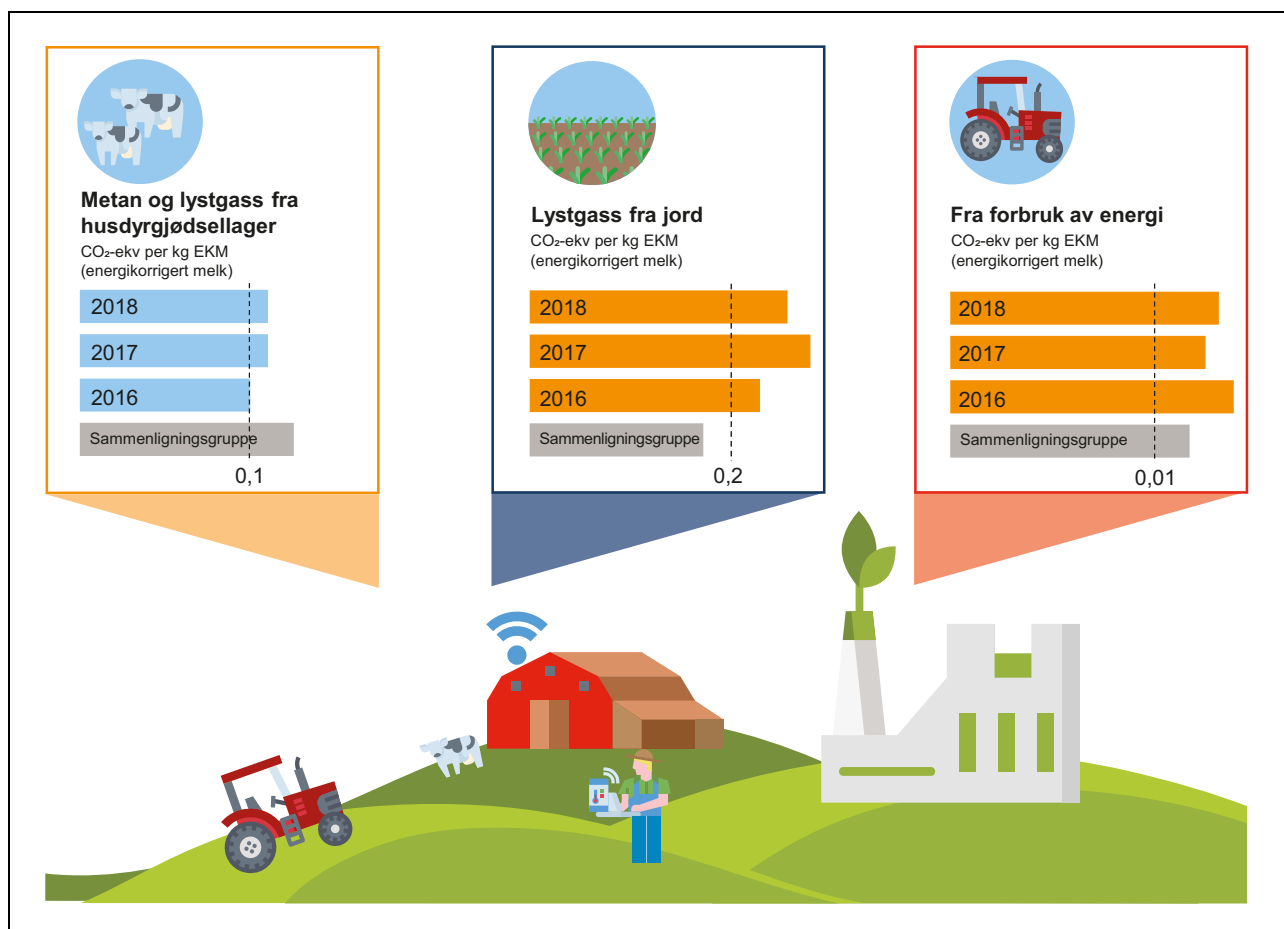 Metan og lystgass fra
husdyrgjødsellager
CO₂-ekv per kg EKM
(energikorrigert melk)
2018
2017
2016
Sammenligningsgruppe
0,1
Lystgass fra jord
CO₂-ekv per kg EKM
(energikorrigert melk)
2018
2017
2016
Sammenligningsgruppe
0,2
Fra forbruk av energi
CO₂-ekv per kg EKM
(energikorrigert melk)
2018
2017
2016
Sammenligningsgruppe
0,01